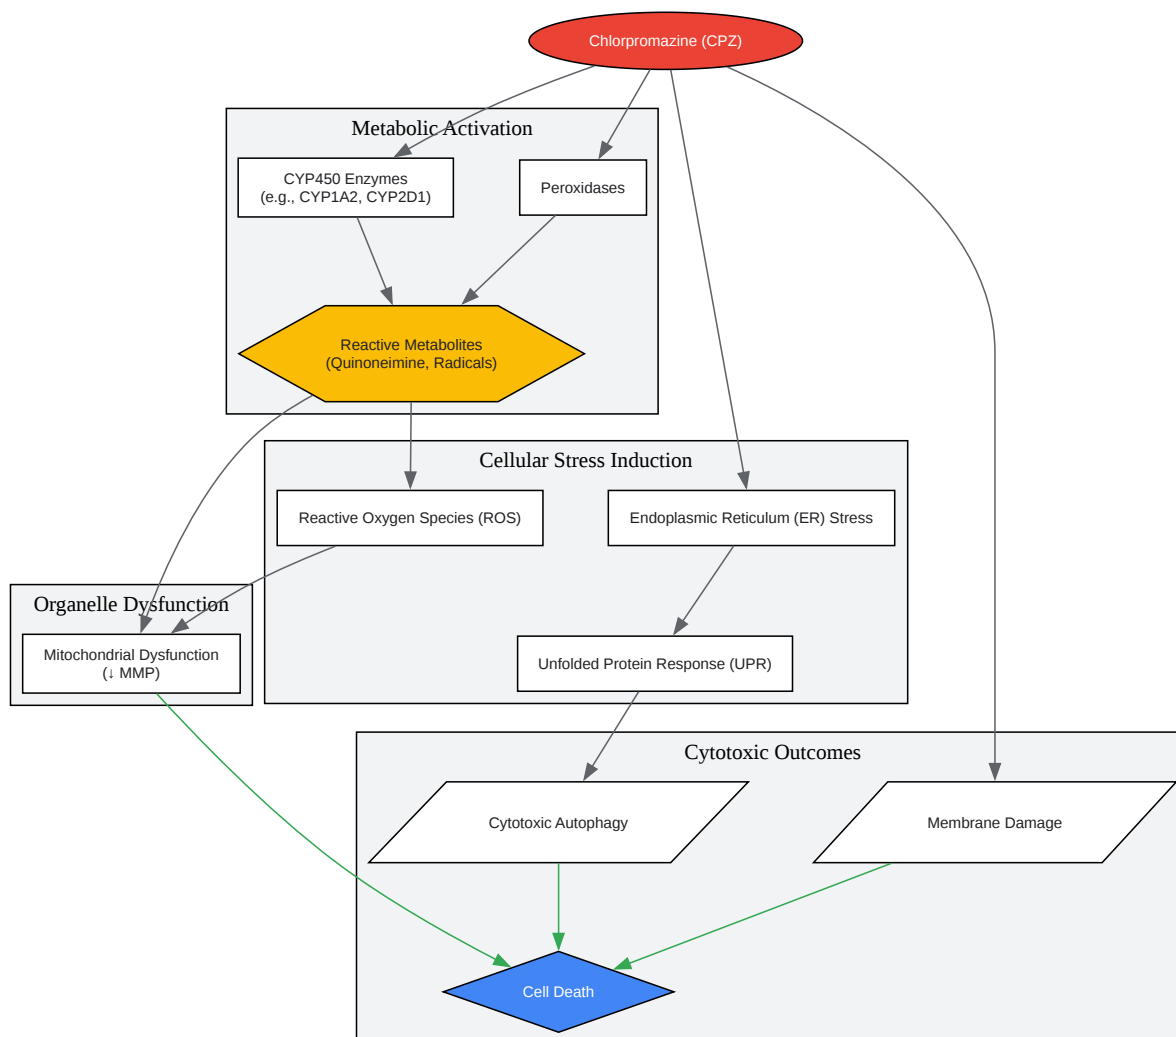 Chlorpromazine (CPZ)
Metabolic Activation
CYP450 Enzymes
(e.g., CYP1A2, CYP2D1)
Peroxidases
Reactive Metabolites
(Quinoneimine, Radicals)
Cellular Stress Induction
Reactive Oxygen Species (ROS)
Endoplasmic Reticulum (ER) Stress
Organelle Dysfunction
Mitochondrial Dysfunction
(↓ MMP)
Unfolded Protein Response (UPR)
Cytotoxic Outcomes
Cytotoxic Autophagy
Membrane Damage
Cell Death